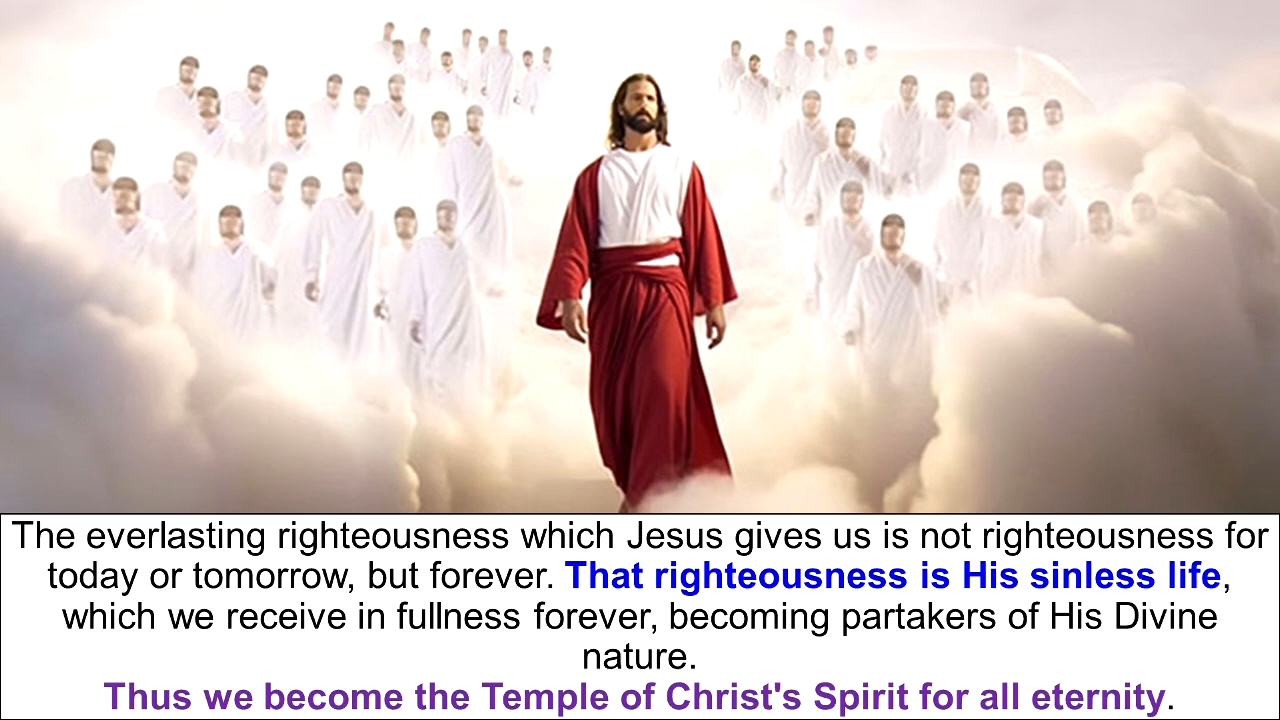 The everlasting righteousness which Jesus gives us is not righteousness for
today or tomorrow, but forever. That righteousness is His sinless life,
which we receive in fullness forever, becoming partakers of His Divine
nature.
Thus we become the Temple of Christ's Spirit for all eternity.